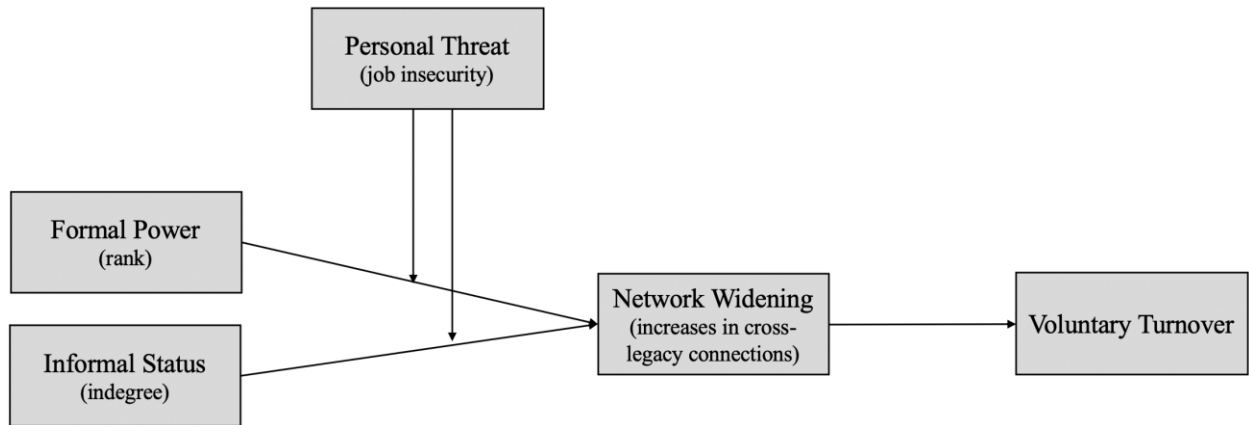 Personal Threat
(job insecurity)
Formal Power
(rank)
Informal Status
(indegree)
Network Widening
(increases in cross-
legacy connections)
Voluntary Turnover